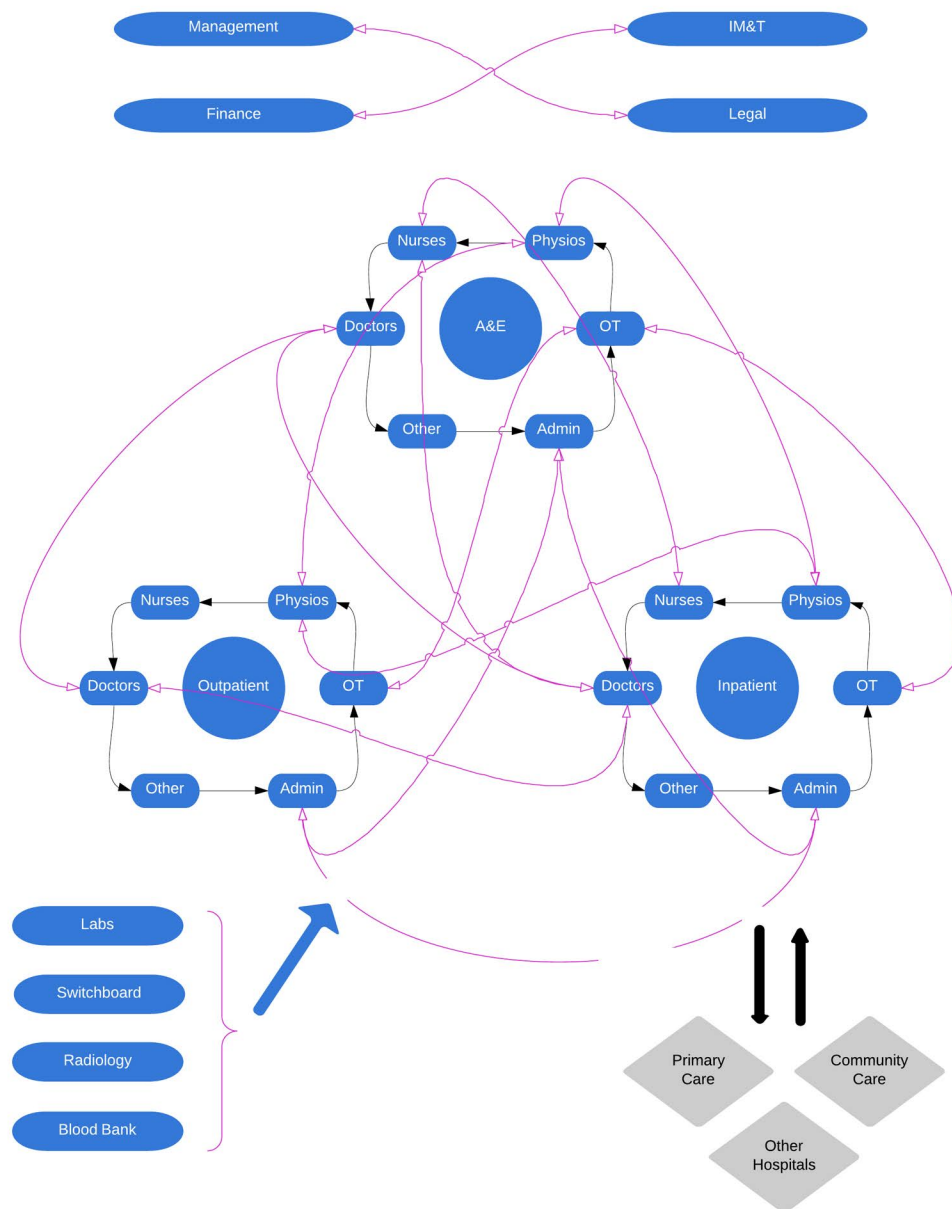 Management
IM&T
Finance
Legal
Nurses
Physios
Doctors
A&E
OT
Other
Admin
Nurses
Physios
Nurses
Physios
Doctors
Outpatient
OT
Doctors
Inpatient
OT
Other
Admin
Other
Admin
Labs
Switchboard
Radiology
Blood Bank
Primary
Care
Community
Care
Other
Hospitals